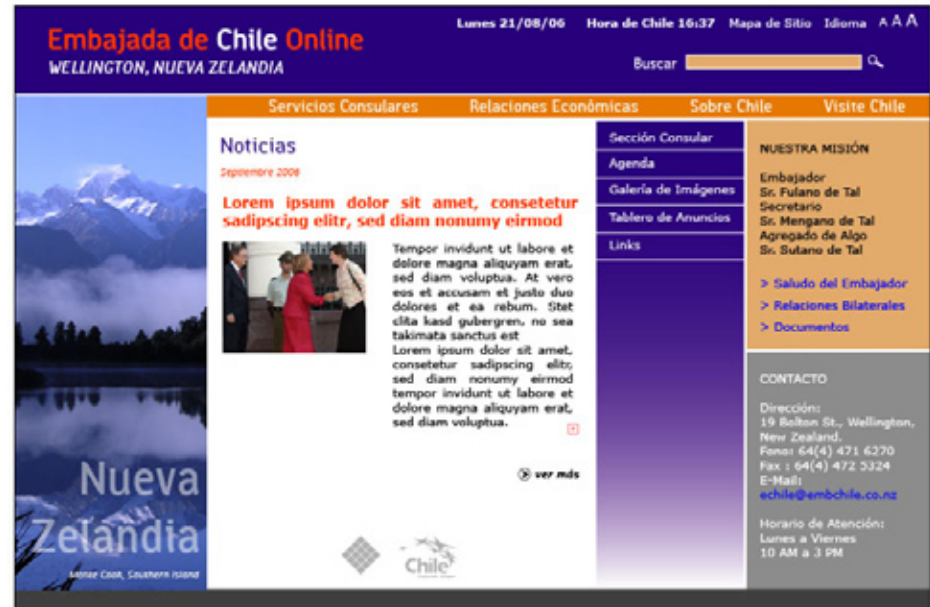 Embajada de Chile Online
WELLINGTON, NUEVA ZELANDIA
Lunes 21/08/06 Hora de Chile 16:37 Mapa de Sitio Idioma A A A
Buscar
Servicios Consulares Relaciones Económicas Sobre Chile Visite Chile
Noticias
Septiembre 2006
Lorem ipsum dolor sit amet, consetetur
sadipscing elitr, sed diam nonumy eirmod
Tempor invidunt ut labore et
dolore magna aliquyam erat,
sed diam voluptua. At vero
eos et accusam et justo duo
dolores et ea rebum. Stet
clita kasd gubergren, no sea
takimata sanctus est
Lorem ipsum dolor sit amet,
consetetur sadipscing elitr,
sed diam nonumy eirmod
tempor invidunt ut labore et
dolore magna aliquyam erat,
sed diam voluptua.
ver más
Chile
Sección Consular
Agenda
Galería de Imágenes
Tablero de Anuncios
Links
NUESTRA MISIÓN
Embajador
Sr. Fulano de Tal
Secretario
Sr. Mengano de Tal
Agregado de Algo
Sr. Sutano de Tal
> Saludo del Embajador
> Relaciones Bilaterales
> Documentos
CONTACTO
Dirección:
19 Bolton St., Wellington,
New Zealand.
Fono: 64(4) 471 6270
Fax : 64(4) 472 5324
E-Mail:
echile@embchile.co.nz
Horario de Atención:
Lunes a Viernes
10 AM a 3 PM
Nueva
Zelandia
Cook, Southern Island